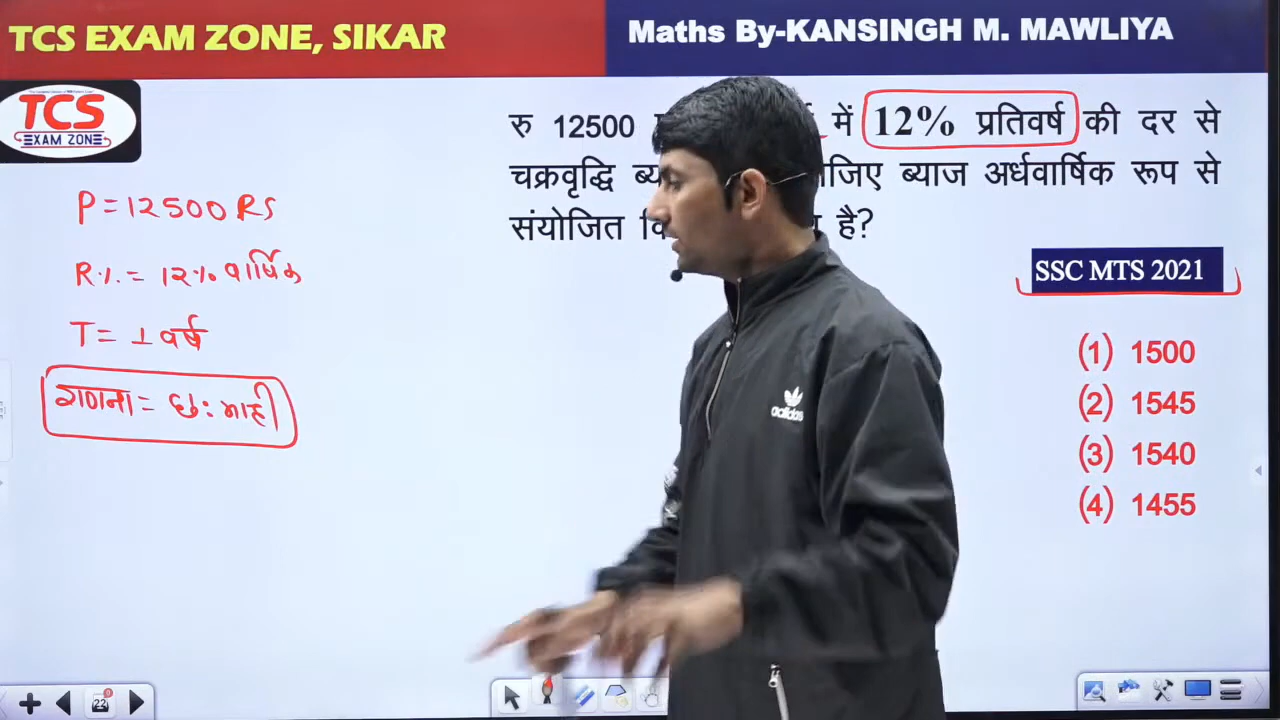 TCS EXAM ZONE, SIKAR
Maths By-KANSINGH M. MAWLIYA
TCS
EXAM ZONE
रु 12500 में 12% प्रतिवर्ष की दर से
चक्रवृद्धि ब्याज अर्धवार्षिक रूप से
संयोजित है?
SSC MTS 2021
(1) 1500
(2) 1545
(3) 1540
(4) 1455
P = 12500 RS
R% = 12% वार्षिक
T = 1 वर्ष
गणना = छ: माही
adidas
22
9